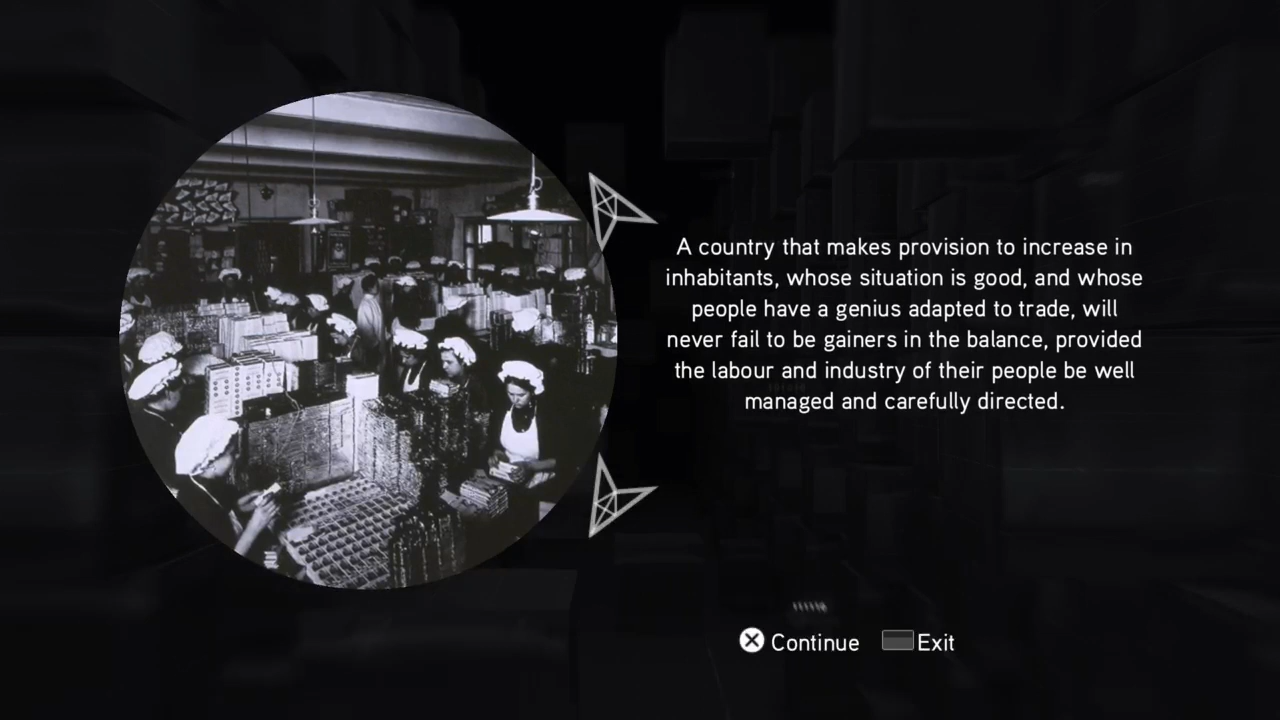 A country that makes provision to increase in
inhabitants, whose situation is good, and whose
people have a genius adapted to trade, will
never fail to be gainers in the balance, provided
the labour and industry of their people be well
managed and carefully directed.
Continue Exit